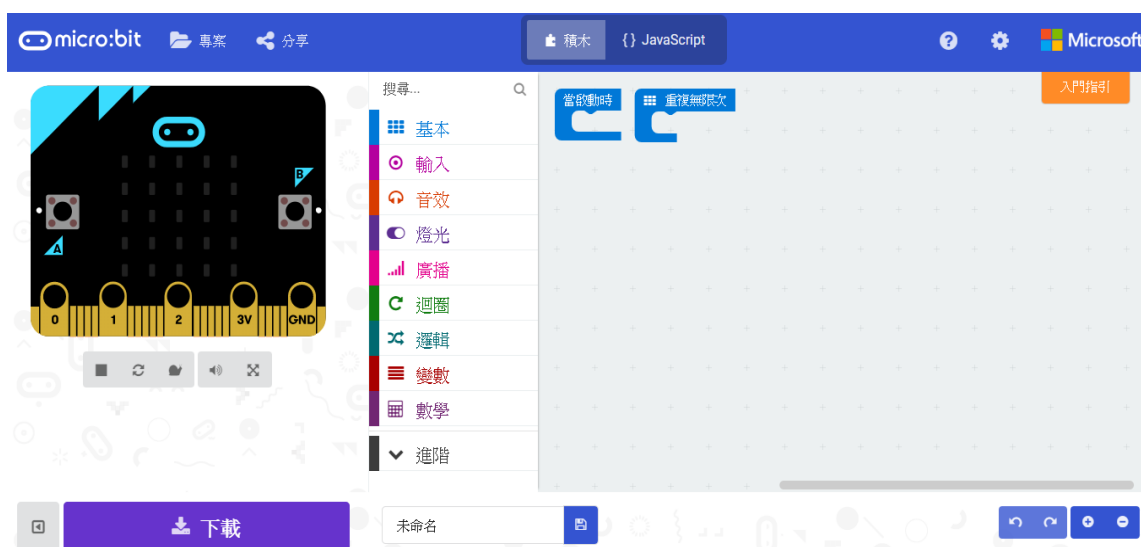 micro:bit 專案 分享 積木 {} JavaScript ? Microsoft
入門指引
搜尋...
當啟動時 重複無限次
基本
輸入
B
音效
燈光
A
廣播
迴圈
0 1 2 3V GND
邏輯
變數
數學
進階
下載
未命名